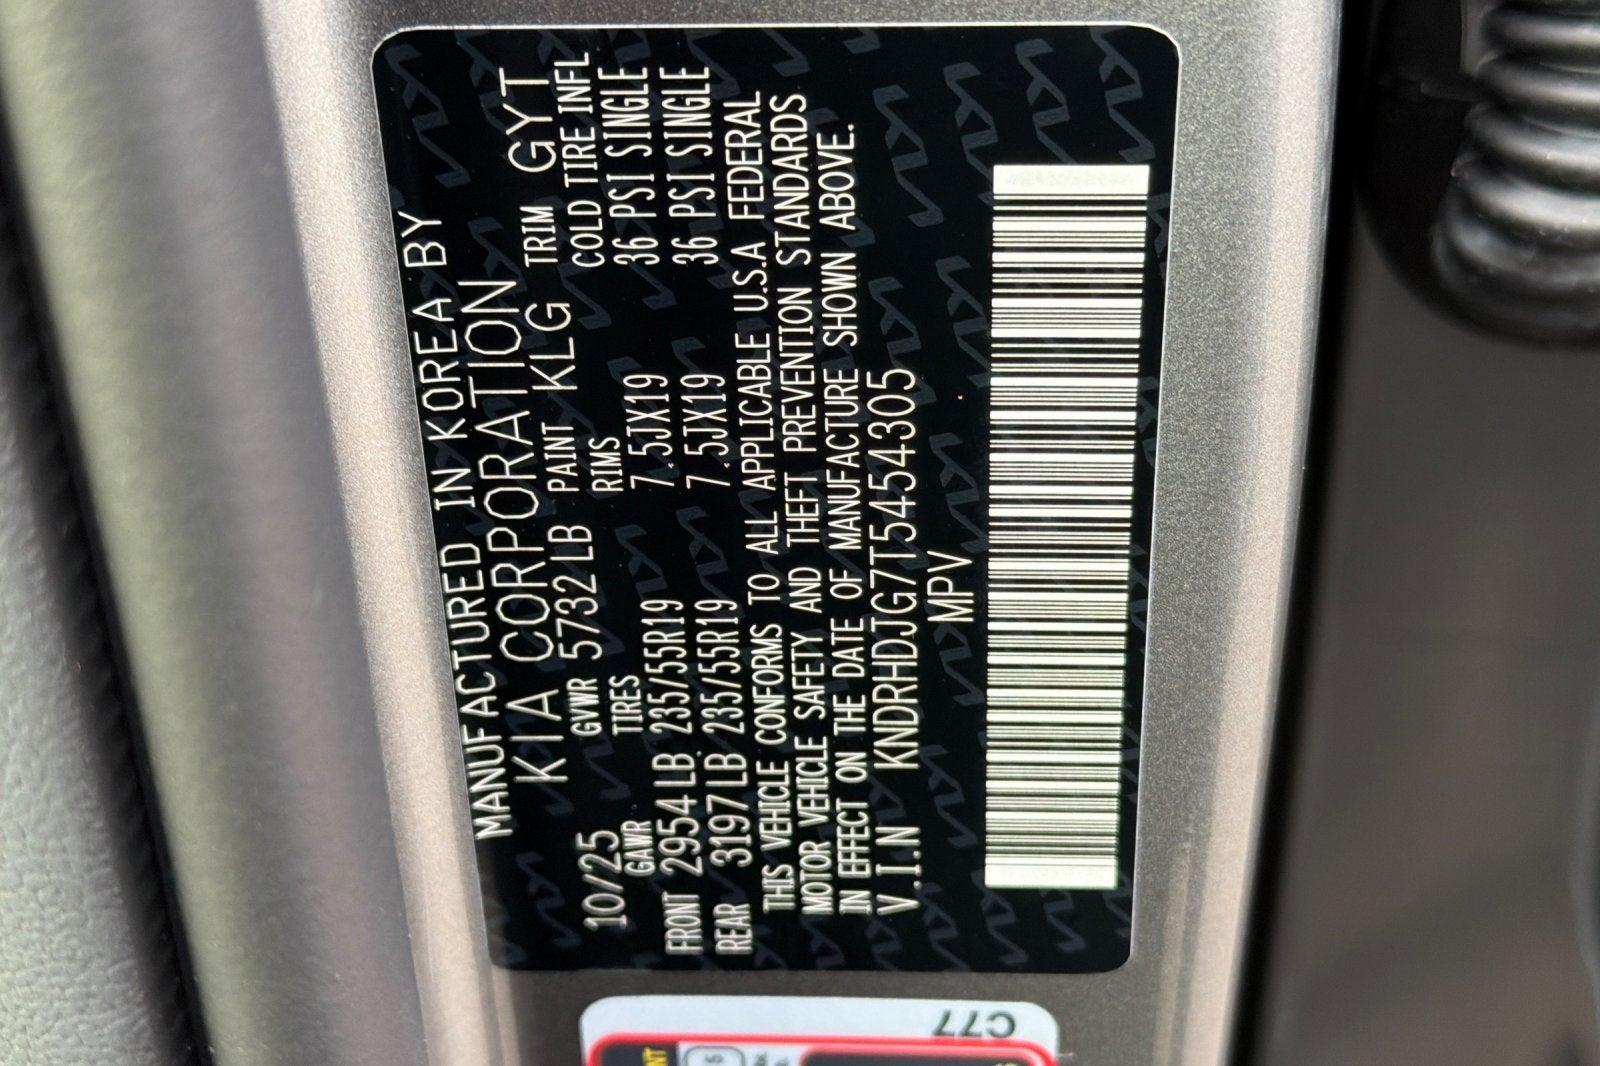 MANUFACTURED IN KOREA BY
KIA CORPORATION
10/25 GVWR 5732 LB PAINT KLG TRIM GYT
GAWR TIRES RIMS COLD TIRE INFL
FRONT 2954 LB 235/55R19 7.5JX19 36 PSI SINGLE
REAR 3197 LB 235/55R19 7.5JX19 36 PSI SINGLE
THIS VEHICLE CONFORMS TO ALL APPLICABLE U.S.A FEDERAL
MOTOR VEHICLE SAFETY AND THEFT PREVENTION STANDARDS
IN EFFECT ON THE DATE OF MANUFACTURE SHOWN ABOVE.
V.I.N KNDRHDJG7T5454305
MPV
C77